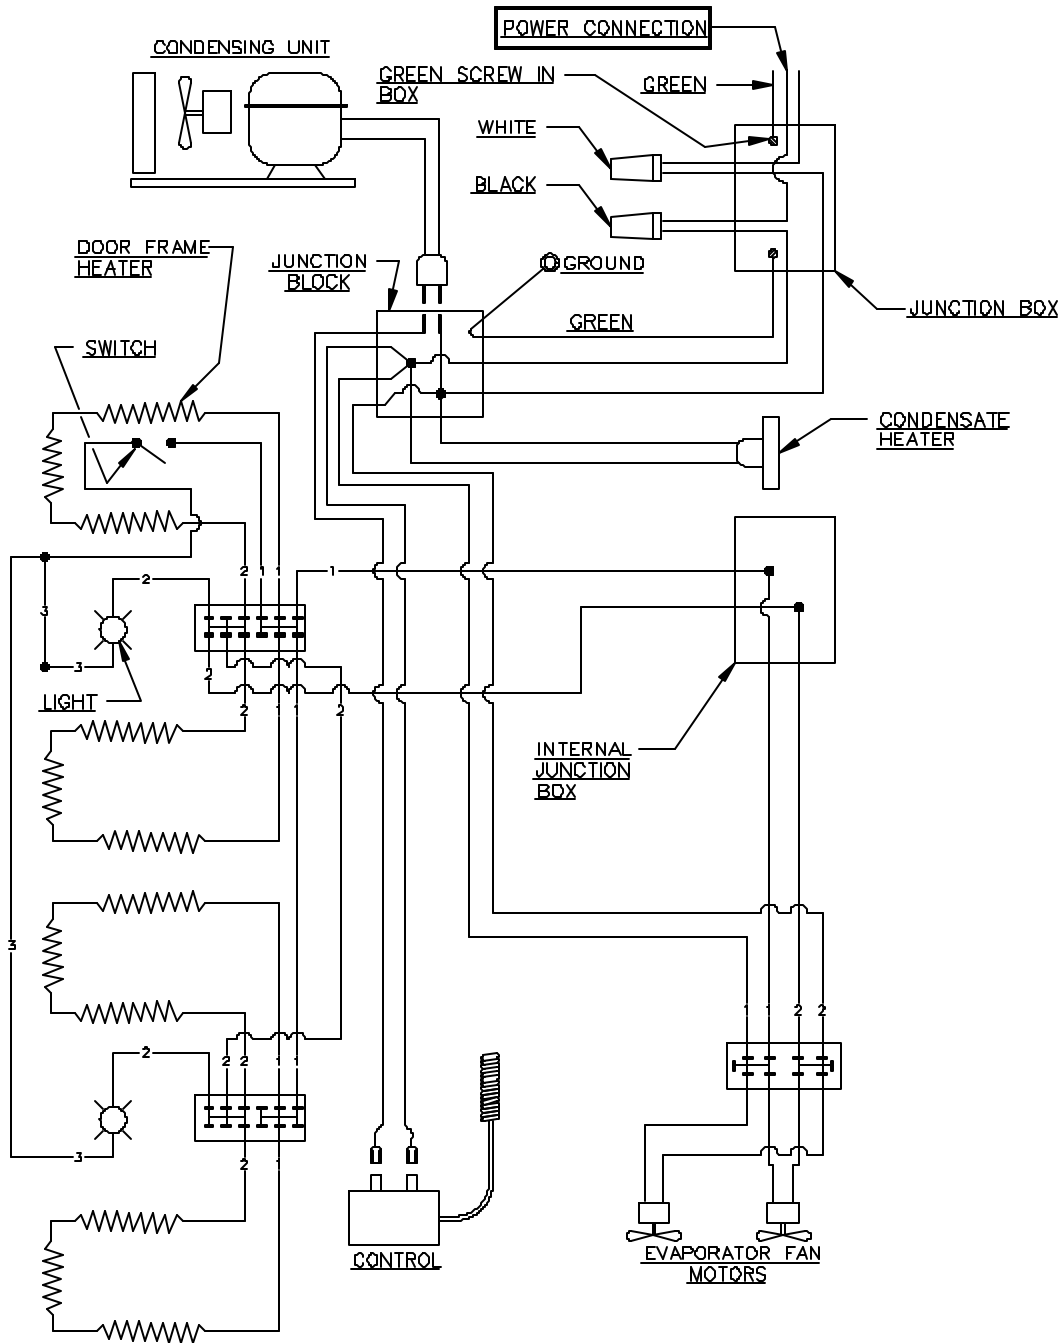 POWER CONNECTION
CONDENSING UNIT
GREEN SCREW IN
BOX
GREEN
WHITE
BLACK
DOOR FRAME
HEATER
JUNCTION
BLOCK
GROUND
JUNCTION BOX
GREEN
SWITCH
CONDENSATE
HEATER
2 1 1 1
2
3
3
2
LIGHT
2 1 1 2
INTERNAL
JUNCTION
BOX
3
1 1 2 2
2
2 2 1 1
3
2 1
CONTROL
EVAPORATOR FAN
MOTORS